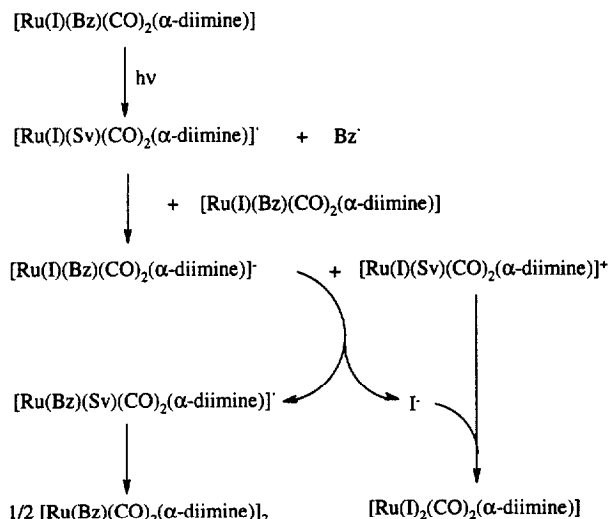 [Ru(I)(Bz)(CO)₂(α-diimine)]
hν
[Ru(I)(Sv)(CO)₂(α-diimine)]˙ + Bz˙
+ [Ru(I)(Bz)(CO)₂(α-diimine)]
[Ru(I)(Bz)(CO)₂(α-diimine)]⁻ + [Ru(I)(Sv)(CO)₂(α-diimine)]⁺
[Ru(Bz)(Sv)(CO)₂(α-diimine)]˙ I⁻
1/2 [Ru(Bz)(CO)₂(α-diimine)]₂ [Ru(I)₂(CO)₂(α-diimine)]